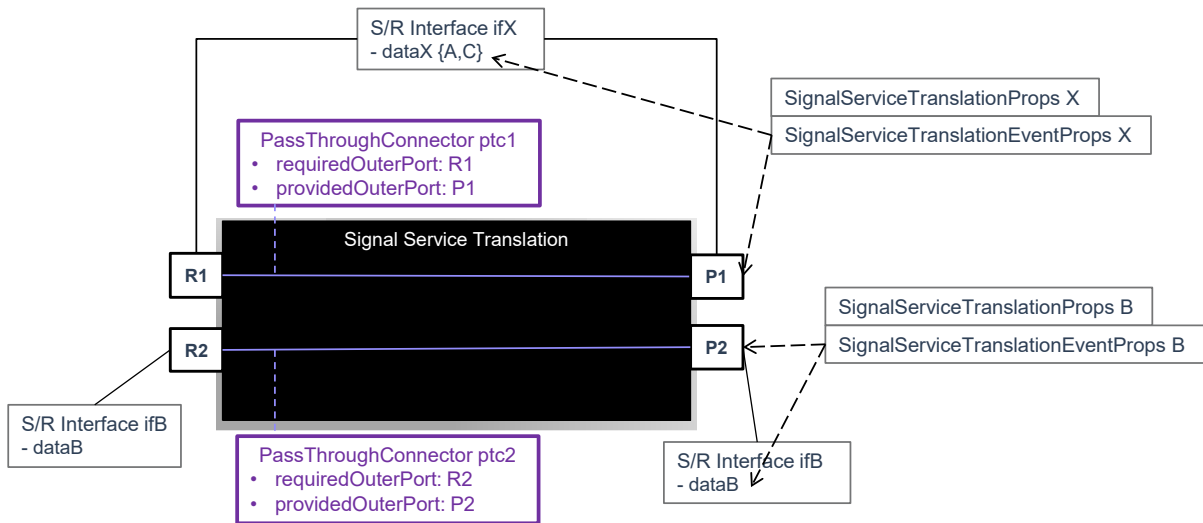 S/R Interface ifX
- dataX {A,C}
SignalServiceTranslationProps X
SignalServiceTranslationEventProps X
PassThroughConnector ptc1
• requiredOuterPort: R1
• providedOuterPort: P1
Signal Service Translation
R1
P1
SignalServiceTranslationProps B
SignalServiceTranslationEventProps B
R2
P2
S/R Interface ifB
- dataB
PassThroughConnector ptc2
• requiredOuterPort: R2
• providedOuterPort: P2
S/R Interface ifB
- dataB